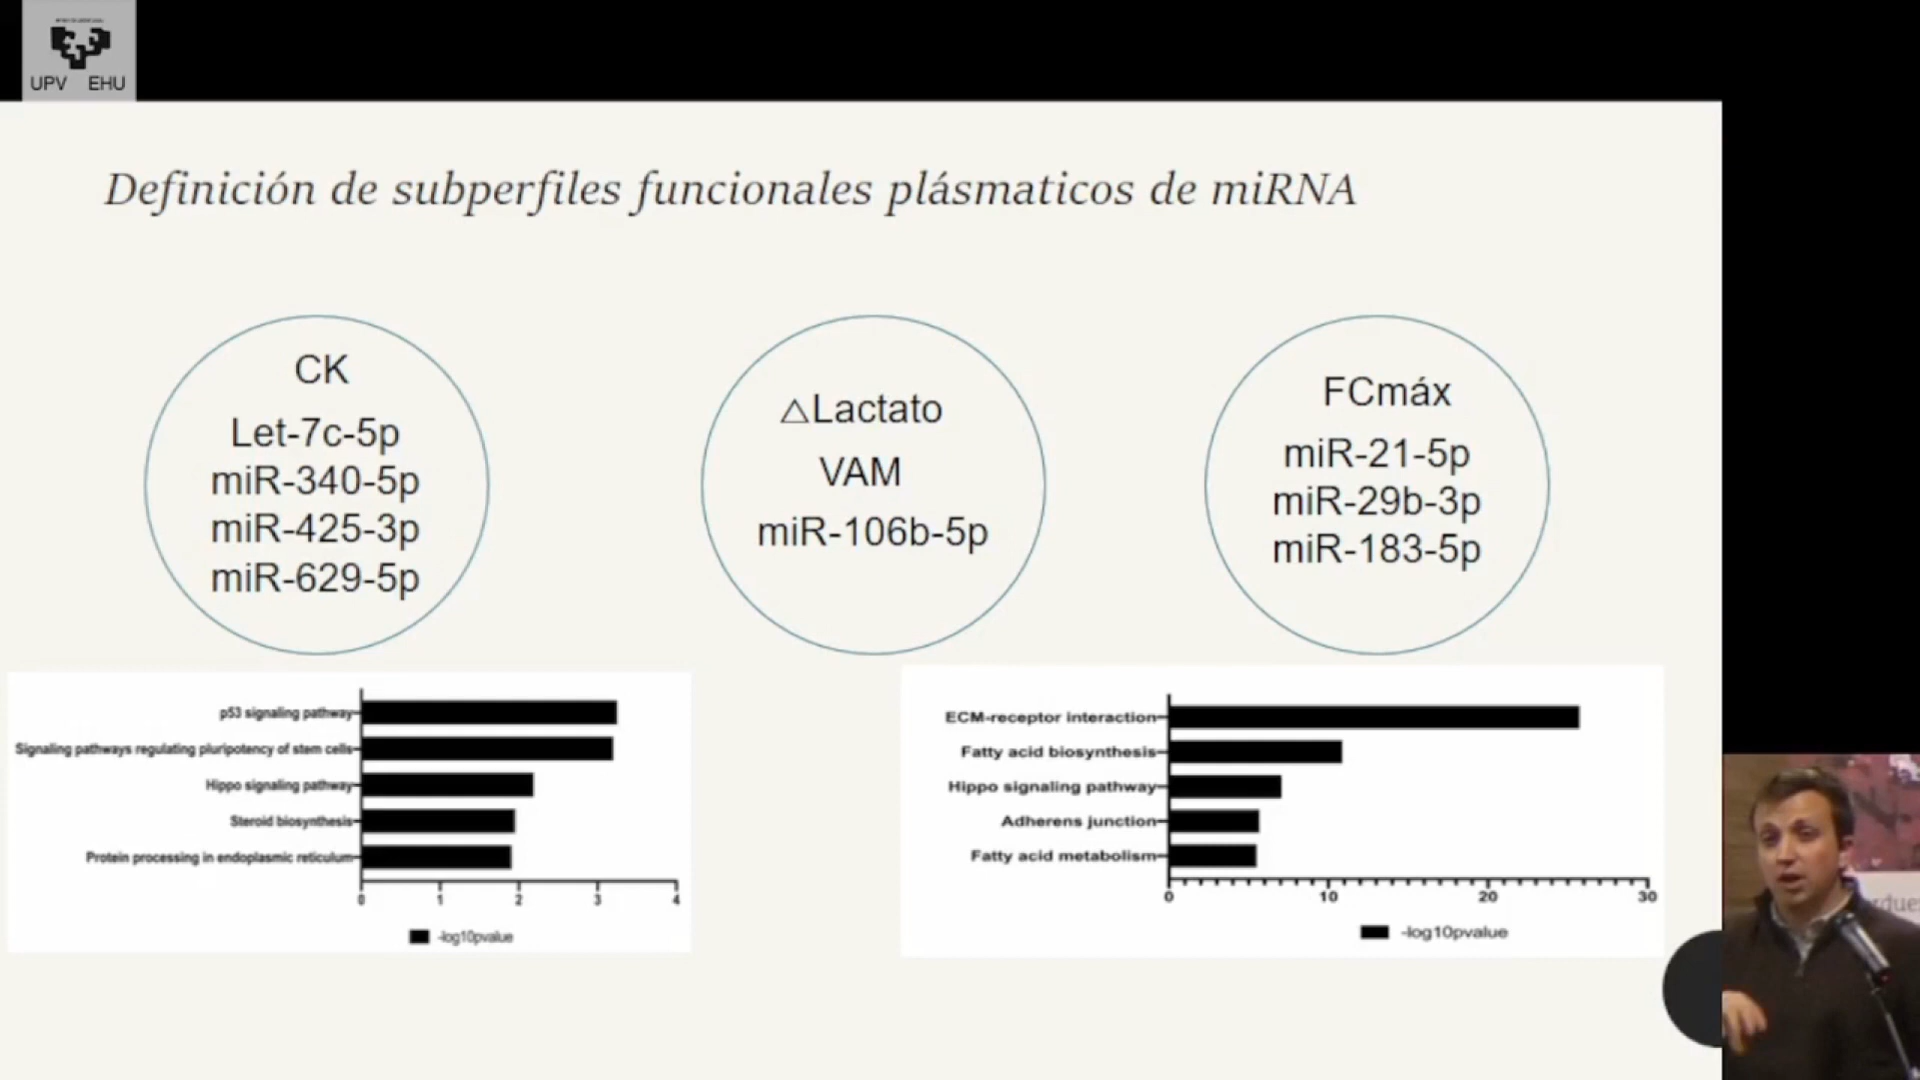 UPV EHU
Definición de subperfiles funcionales plásmaticos de miRNA
CK
Let-7c-5p
miR-340-5p
miR-425-3p
miR-629-5p
△Lactato
VAM
miR-106b-5p
FCmáx
miR-21-5p
miR-29b-3p
miR-183-5p
p53 signaling pathway
Signaling pathways regulating pluripotency of stem cells
Hippo signaling pathway
Steroid biosynthesis
Protein processing in endoplasmic reticulum
0 1 2 3 4
-log10pvalue
ECM-receptor interaction
Fatty acid biosynthesis
Hippo signaling pathway
Adherens junction
Fatty acid metabolism
0 10 20 30
-log10pvalue